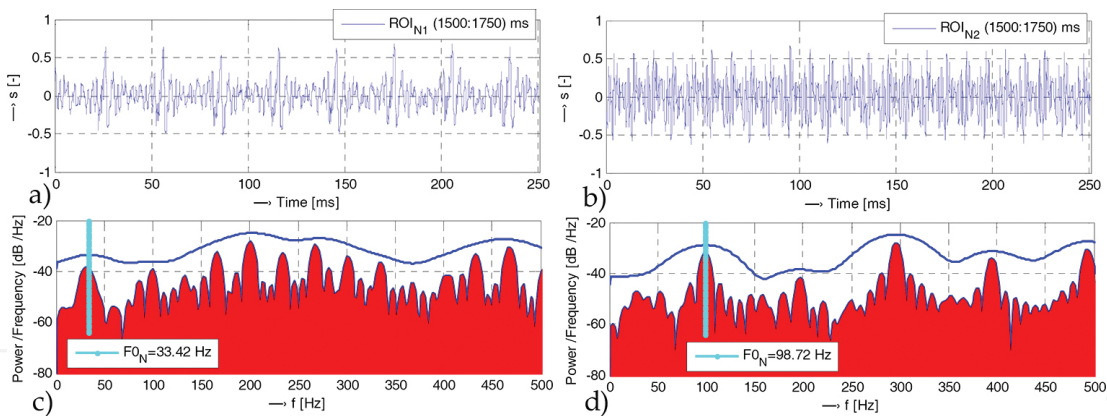 ROI_N1 (1500:1750) ms
1
0.5
0
-0.5
-1
→ s [-]
0 50 100 150 200 250
→ Time [ms]
a)
ROI_N2 (1500:1750) ms
1
0.5
0
-0.5
-1
→ s [-]
0 50 100 150 200 250
→ Time [ms]
b)
-20
-40
-60
-80
Power /Frequency [dB /Hz]
F0_N=33.42 Hz
0 50 100 150 200 250 300 350 400 450 500
→ f [Hz]
c)
-20
-40
-60
-80
Power/Frequency [dB /Hz]
F0_N=98.72 Hz
0 50 100 150 200 250 300 350 400 450 500
→ f [Hz]
d)